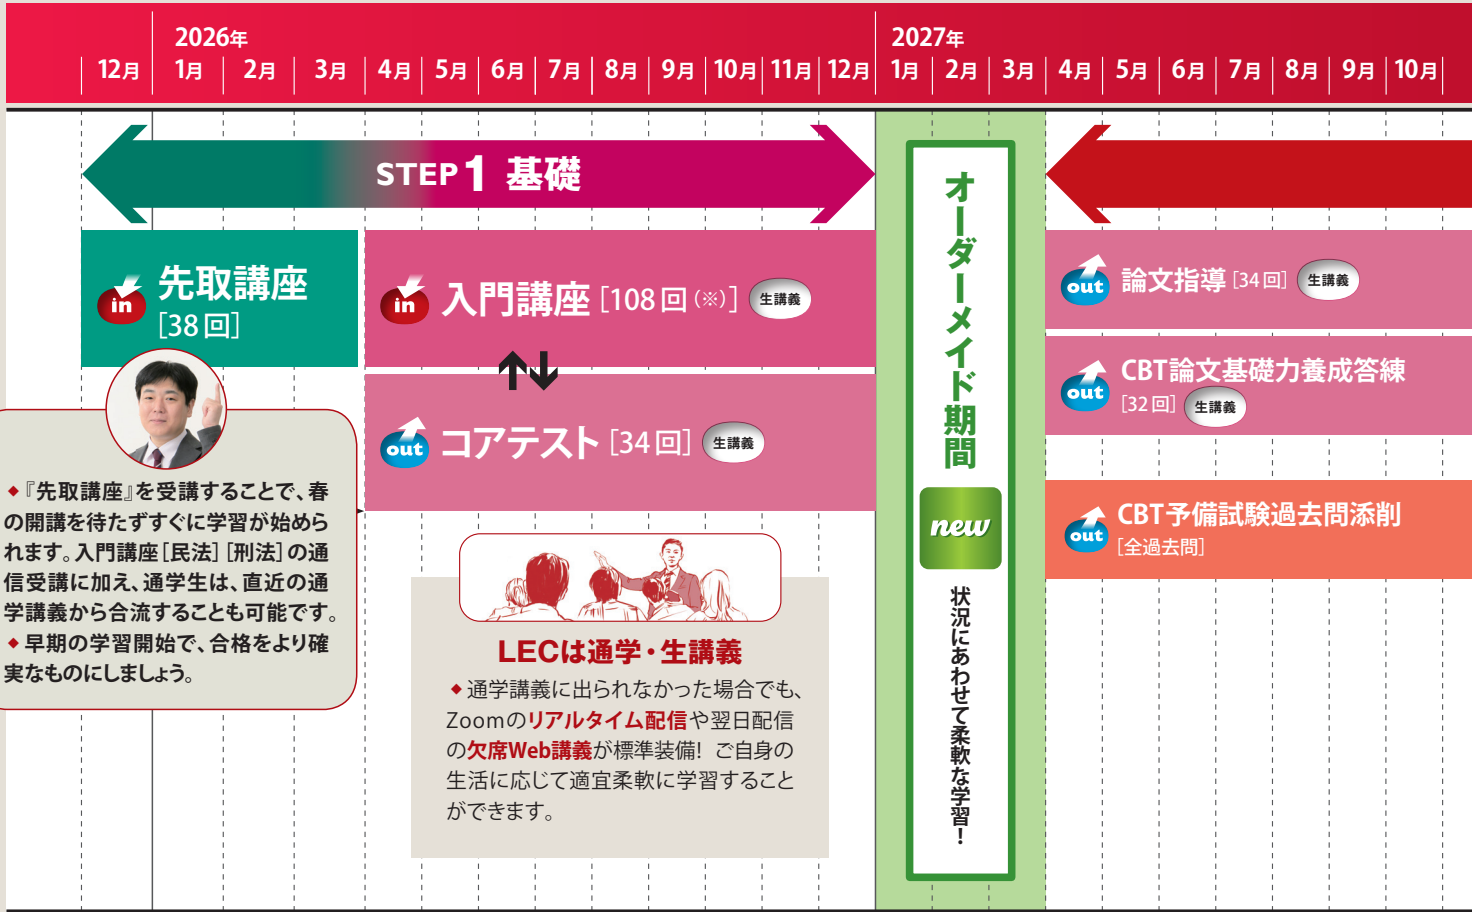 2026年
2027年
12月 1月 2月 3月 4月 5月 6月 7月 8月 9月 10月 11月 12月 1月 2月 3月 4月 5月 6月 7月 8月 9月 10月
STEP1 基礎
in 先取講座
[38回]
in 入門講座 [108回(※)] 生講義
out コアテスト [34回] 生講義
◆『先取講座』を受講することで、春
の開講を待たずすぐに学習が始めら
れます。入門講座[民法][刑法]の通
信受講に加え、通学生は、直近の通
学講義から合流することも可能です。
◆早期の学習開始で、合格をより確
実なものにしましょう。
LECは通学・生講義
◆通学講義に出られなかった場合でも、
Zoomのリアルタイム配信や翌日配信
の欠席Web講義が標準装備! ご自身の
生活に応じて適宜柔軟に学習すること
ができます。
オーダーメイド期間
new
状況にあわせて柔軟な学習!
out 論文指導 [34回] 生講義
out CBT論文基礎力養成答練
[32回] 生講義
out CBT予備試験過去問添削
[全過去問]